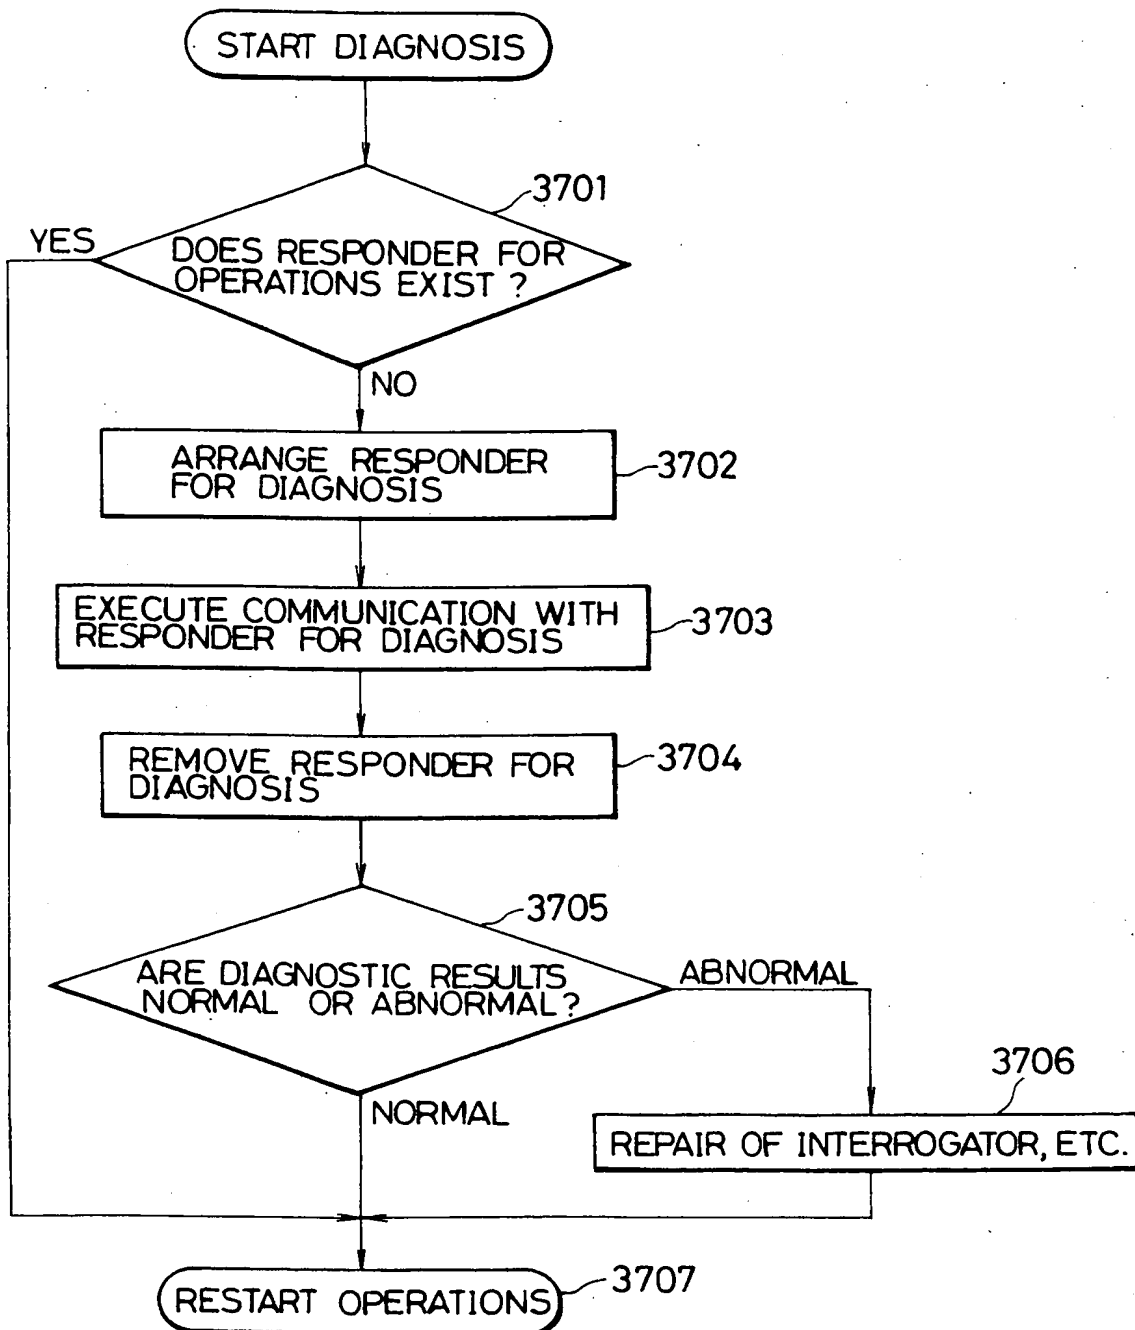 START DIAGNOSIS
3701
YES
DOES RESPONDER FOR
OPERATIONS EXIST ?
NO
ARRANGE RESPONDER
FOR DIAGNOSIS
3702
EXECUTE COMMUNICATION WITH
RESPONDER FOR DIAGNOSIS
3703
REMOVE RESPONDER FOR
DIAGNOSIS
3704
3705
ARE DIAGNOSTIC RESULTS
NORMAL OR ABNORMAL?
ABNORMAL
NORMAL
3706
REPAIR OF INTERROGATOR, ETC.
RESTART OPERATIONS
3707